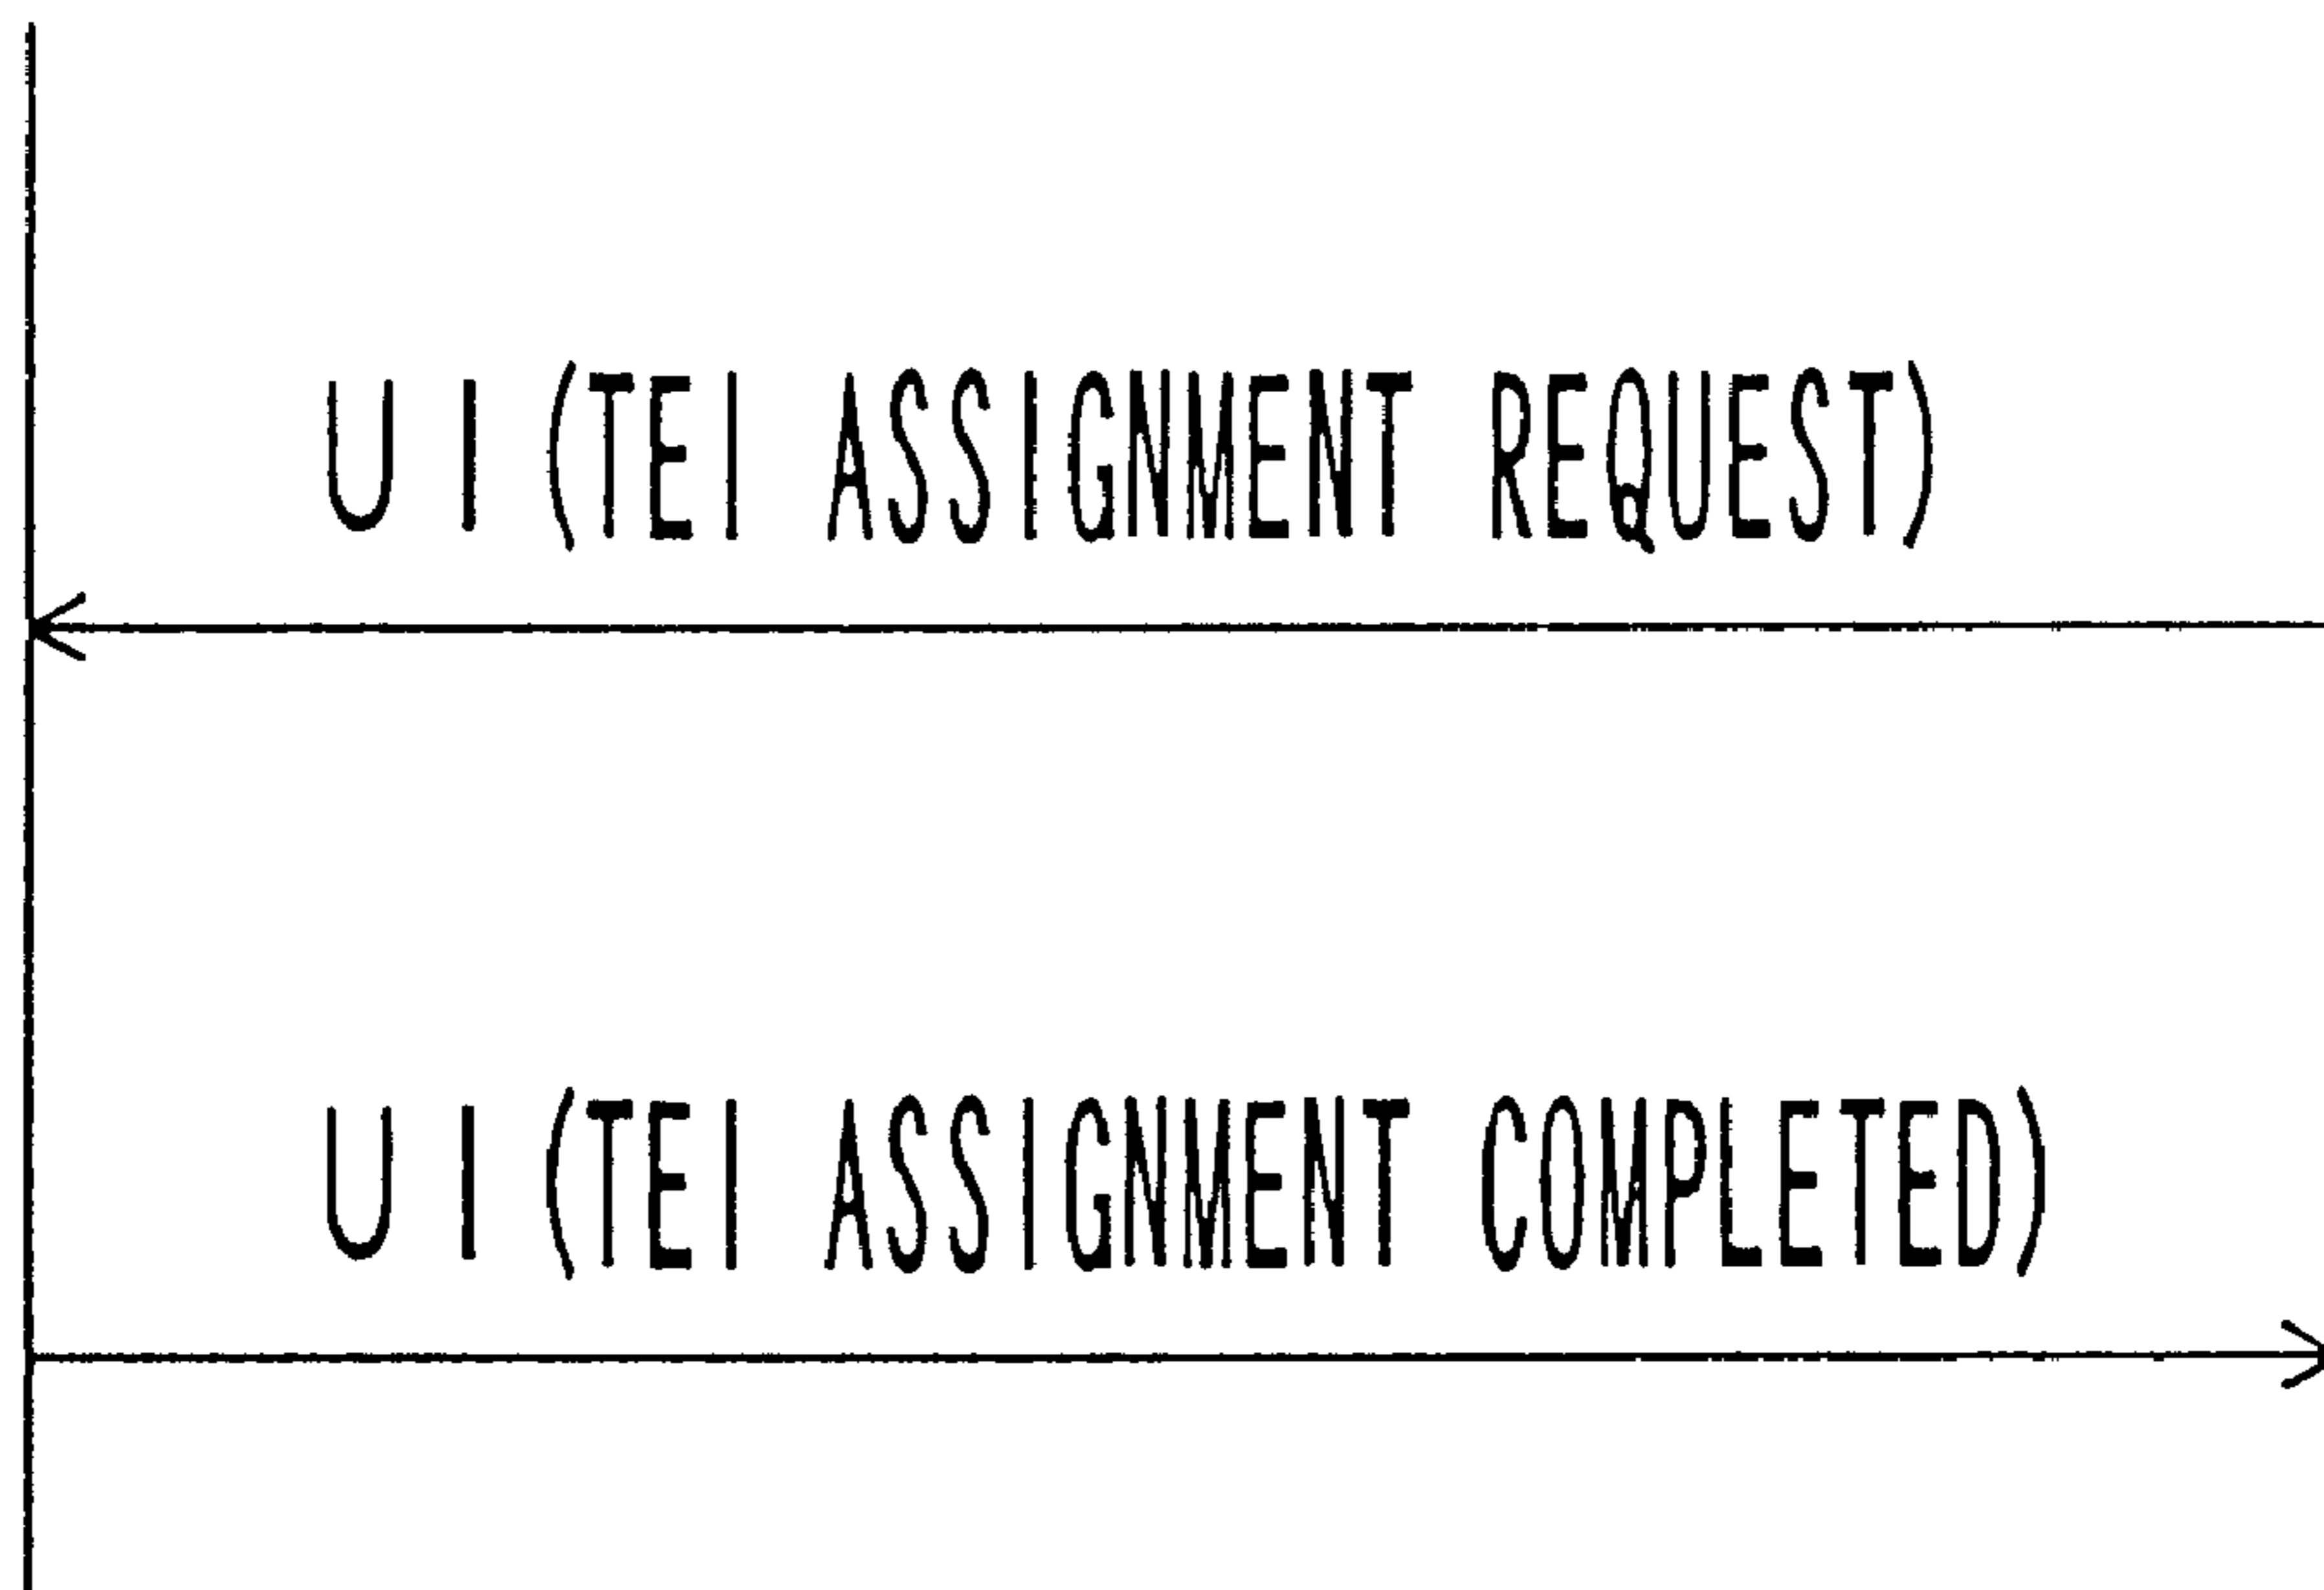 UI (TEI ASSIGNMENT REQUEST)
UI (TEI ASSIGNMENT COMPLETED)